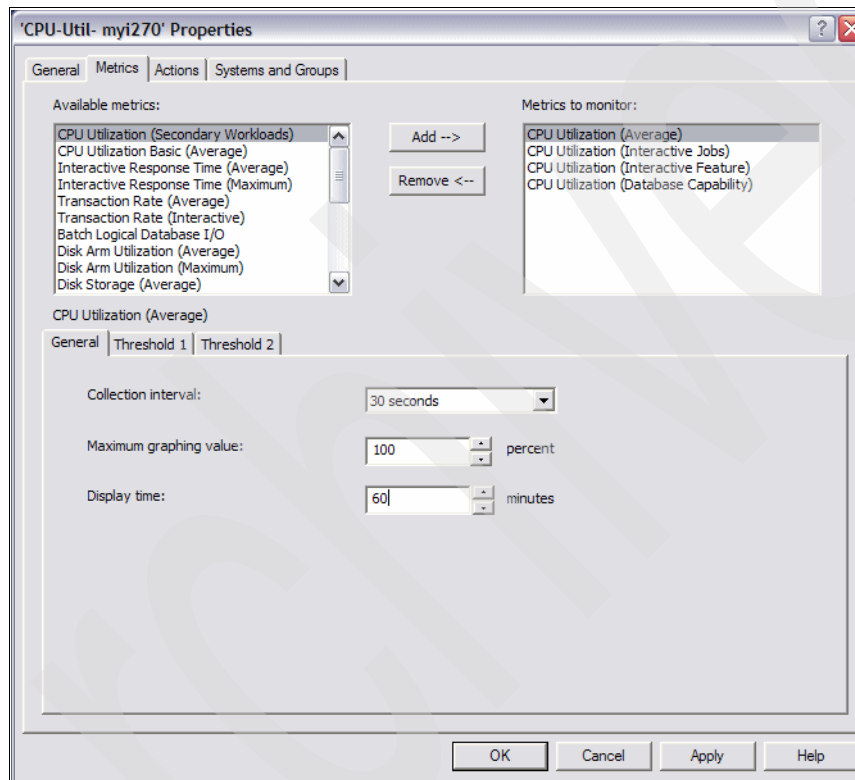 'CPU-Util- myi270' Properties
General Metrics Actions Systems and Groups
Available metrics:
CPU Utilization (Secondary Workloads)
CPU Utilization Basic (Average)
Interactive Response Time (Average)
Interactive Response Time (Maximum)
Transaction Rate (Average)
Transaction Rate (Interactive)
Batch Logical Database I/O
Disk Arm Utilization (Average)
Disk Arm Utilization (Maximum)
Disk Storage (Average)
Add -->
Remove <--
Metrics to monitor:
CPU Utilization (Average)
CPU Utilization (Interactive Jobs)
CPU Utilization (Interactive Feature)
CPU Utilization (Database Capability)
CPU Utilization (Average)
General Threshold 1 Threshold 2
Collection interval: 30 seconds
Maximum graphing value: 100 percent
Display time: 60 minutes
OK Cancel Apply Help